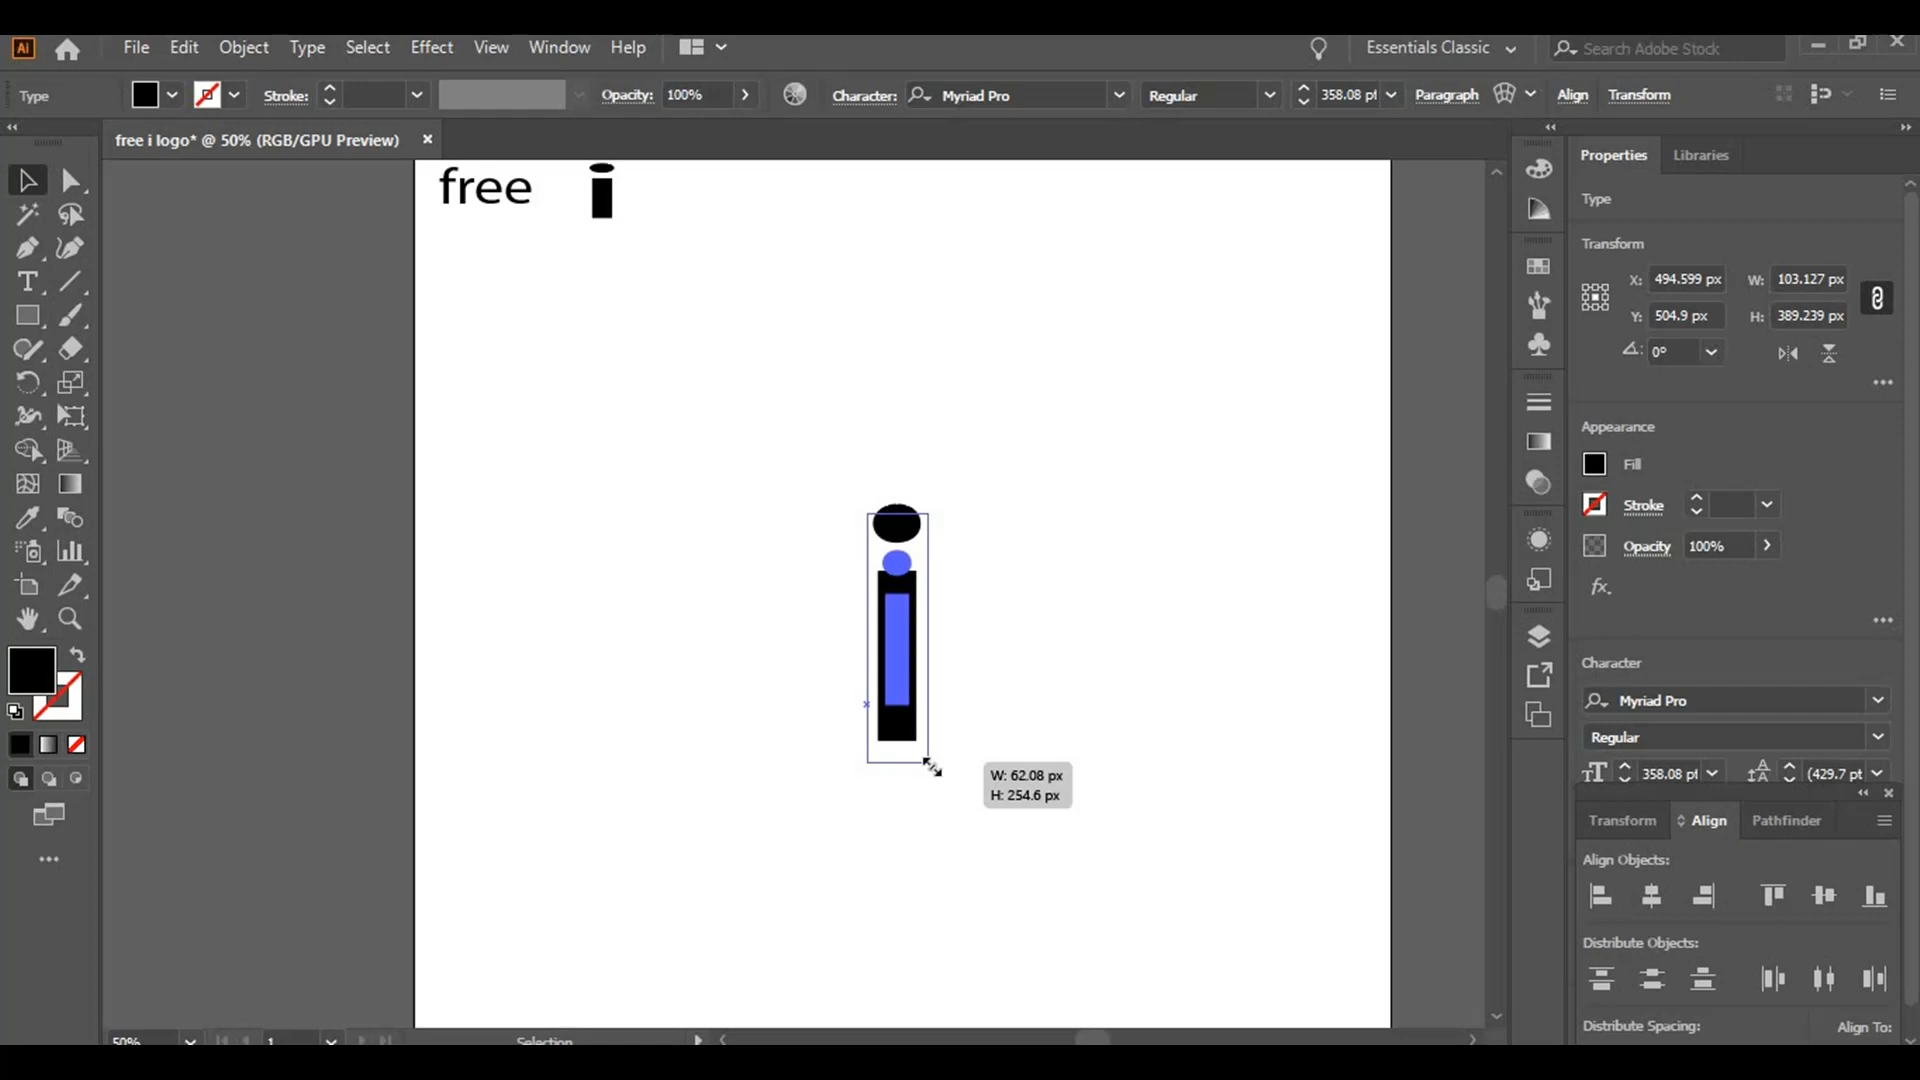 Ai File Edit Object Type Select Effect View Window Help Essentials Classic Search Adobe Stock
Type Stroke: Opacity: 100% Character: Myriad Pro Regular 358.08 pt Paragraph Align Transform
free i logo* @ 50% (RGB/GPU Preview)
Properties Libraries
free i
Type
Transform
X: 494.599 px W: 103.127 px
Y: 504.9 px H: 389.239 px
0°
Appearance
Fill
Stroke
Opacity 100%
fx.
Character
Myriad Pro
Regular
358.08 pt (429.7 pt
W: 62.08 px
H: 254.6 px
Transform Align Pathfinder
Align Objects:
Distribute Objects:
Distribute Spacing: Align To:
50% 1 Selection